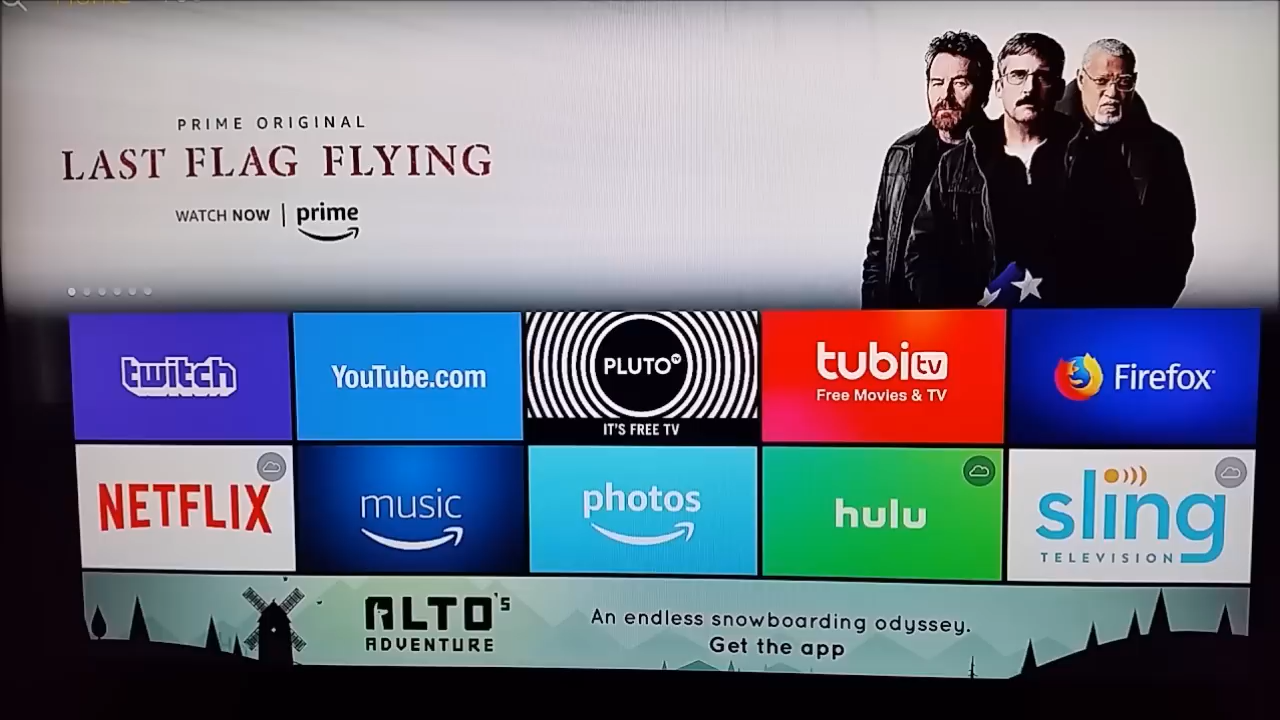 Home
PRIME ORIGINAL
LAST FLAG FLYING
WATCH NOW | prime
twitch
YouTube.com
PLUTO TV
IT'S FREE TV
tubi tv
Free Movies & TV
Firefox
NETFLIX
music
photos
hulu
sling
TELEVISION
ALTO'S
ADVENTURE
An endless snowboarding odyssey.
Get the app